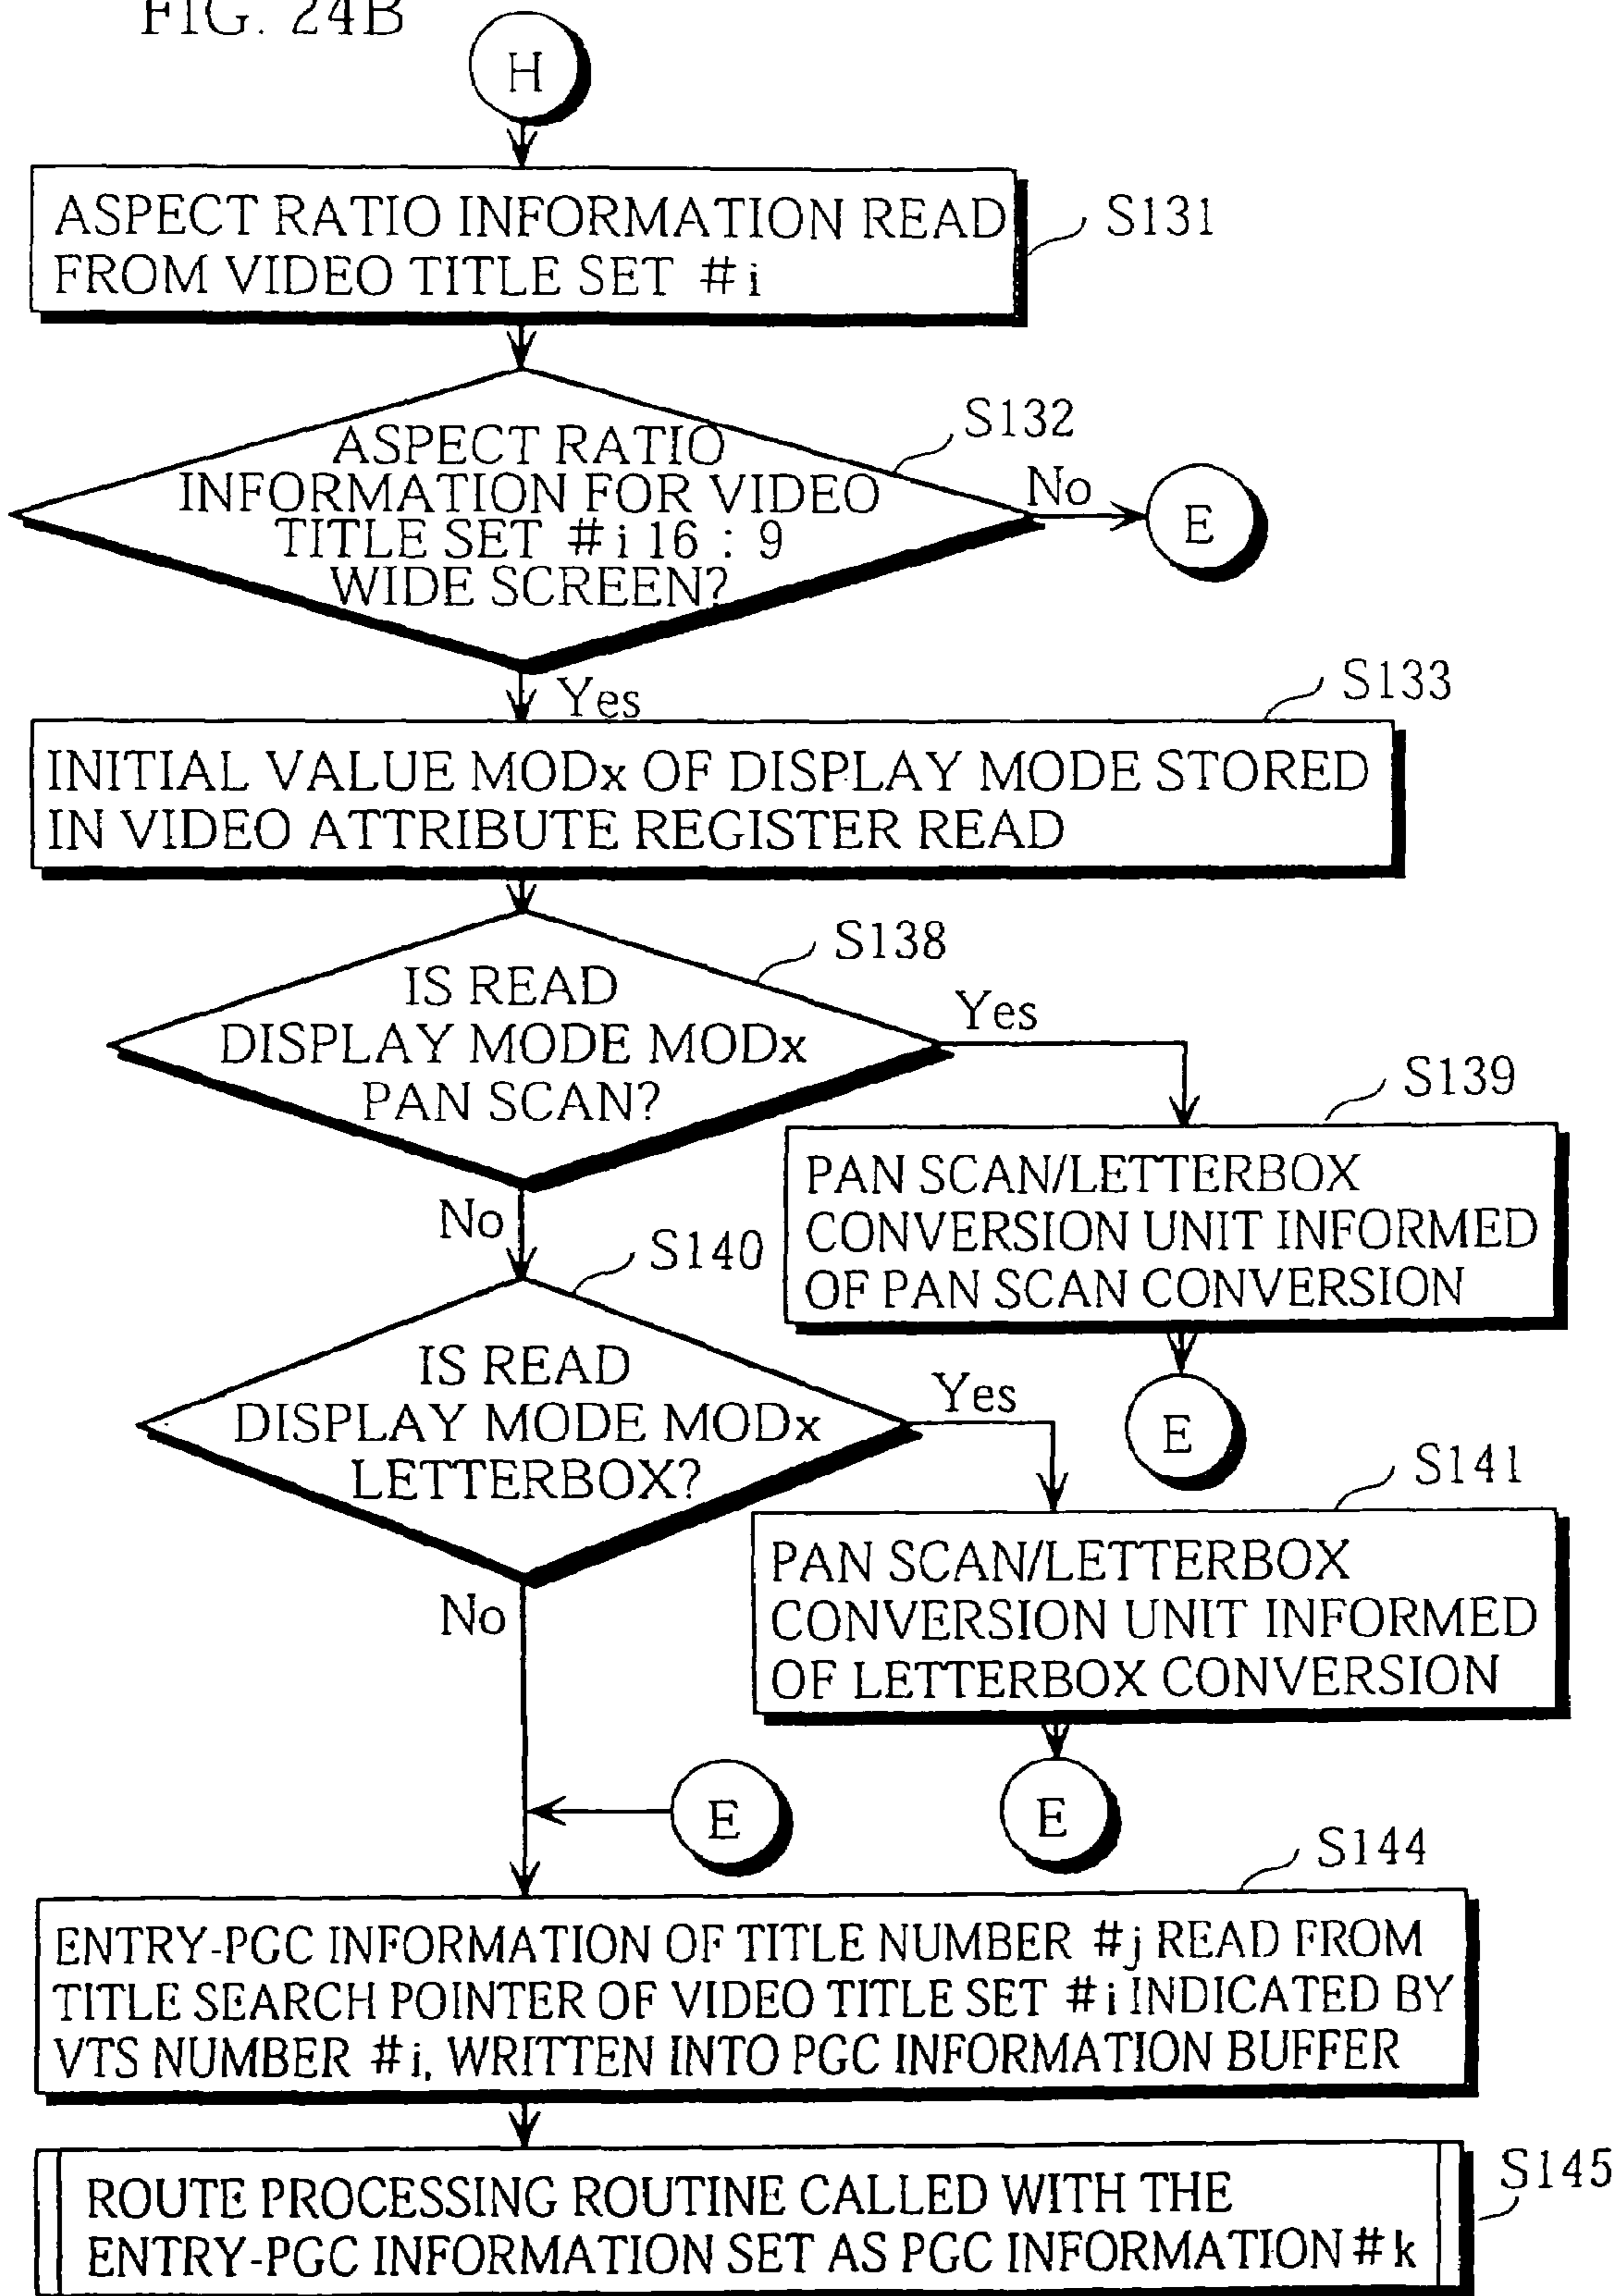 FIG. 24B
H
ASPECT RATIO INFORMATION READ
FROM VIDEO TITLE SET #i
S131
ASPECT RATIO
INFORMATION FOR VIDEO
TITLE SET #i 16 : 9
WIDE SCREEN?
S132
No
E
Yes
S133
INITIAL VALUE MODx OF DISPLAY MODE STORED
IN VIDEO ATTRIBUTE REGISTER READ
IS READ
DISPLAY MODE MODx
PAN SCAN?
S138
Yes
S139
PAN SCAN/LETTERBOX
CONVERSION UNIT INFORMED
OF PAN SCAN CONVERSION
E
No
S140
IS READ
DISPLAY MODE MODx
LETTERBOX?
Yes
S141
PAN SCAN/LETTERBOX
CONVERSION UNIT INFORMED
OF LETTERBOX CONVERSION
E
No
E
S144
ENTRY-PGC INFORMATION OF TITLE NUMBER #j READ FROM
TITLE SEARCH POINTER OF VIDEO TITLE SET #i INDICATED BY
VTS NUMBER #i, WRITTEN INTO PGC INFORMATION BUFFER
S145
ROUTE PROCESSING ROUTINE CALLED WITH THE
ENTRY-PGC INFORMATION SET AS PGC INFORMATION #k